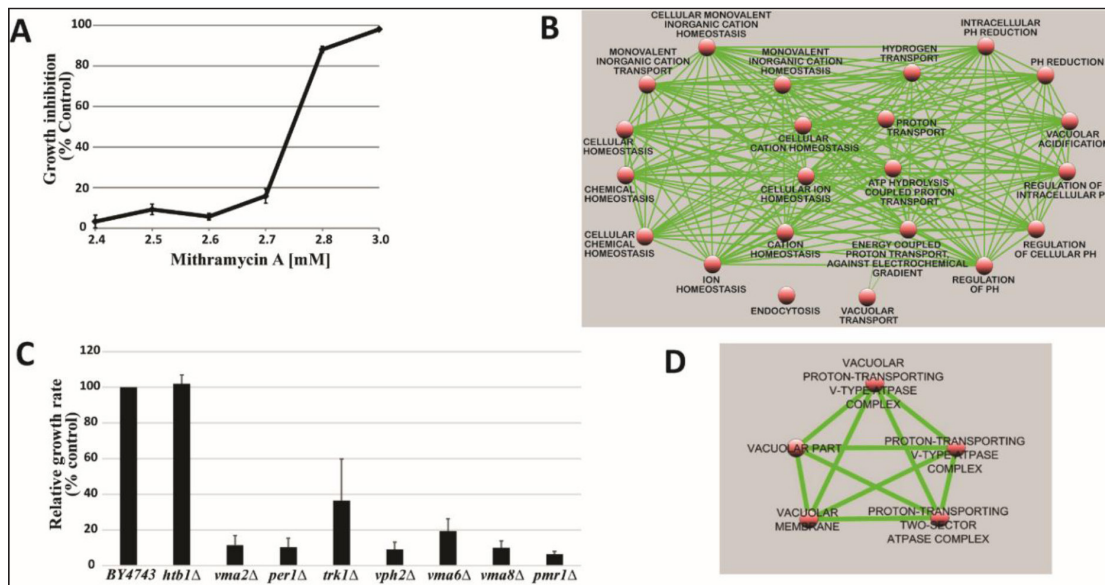 A
Growth inhibition
(% Control)
100
80
60
40
20
0
2.4 2.5 2.6 2.7 2.8 3.0
Mithramycin A [mM]
B
CELLULAR MONOVALENT
INORGANIC CATION
HOMEOSTASIS
INTRACELLULAR
PH REDUCTION
MONOVALENT
INORGANIC CATION
TRANSPORT
MONOVALENT
INORGANIC CATION
HOMEOSTASIS
HYDROGEN
TRANSPORT
PH REDUCTION
CELLULAR
HOMEOSTASIS
CELLULAR
CATION HOMEOSTASIS
PROTON
TRANSPORT
VACUOLAR
ACIDIFICATION
CHEMICAL
HOMEOSTASIS
CELLULAR ION
HOMEOSTASIS
ATP HYDROLYSIS
COUPLED PROTON
TRANSPORT
REGULATION OF
INTRACELLULAR P
CELLULAR
CHEMICAL
HOMEOSTASIS
CATION
HOMEOSTASIS
ENERGY COUPLED
PROTON TRANSPORT,
AGAINST ELECTROCHEMICAL
GRADIENT
REGULATION
OF CELLULAR PH
ION
HOMEOSTASIS
REGULATION
OF PH
ENDOCYTOSIS
VACUOLAR
TRANSPORT
C
Relative growth rate
(% control)
120
100
80
60
40
20
0
BY4743 htb1Δ vma2Δ per1Δ trk1Δ vph2Δ vma6Δ vma8Δ pmr1Δ
D
VACUOLAR
PROTON-TRANSPORTING
V-TYPE ATPASE
COMPLEX
VACUOLAR PART
PROTON-TRANSPORTING
V-TYPE ATPASE
COMPLEX
VACUOLAR
MEMBRANE
PROTON-TRANSPORTING
TWO-SECTOR
ATPASE COMPLEX